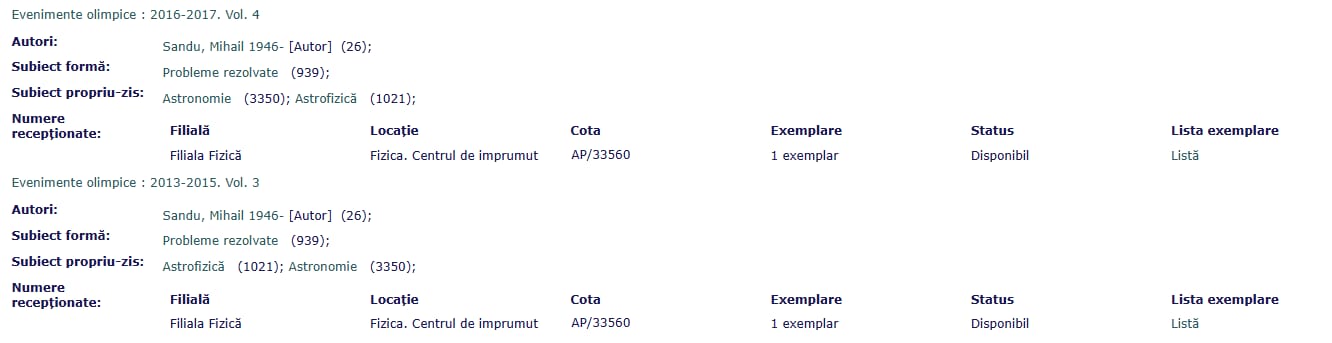 Evenimente olimpice : 2016-2017. Vol. 4
Autori: Sandu, Mihail 1946- [Autor] (26);
Subiect formă: Probleme rezolvate (939);
Subiect propriu-zis: Astronomie (3350); Astrofizică (1021);
Numere
recepţionate: Filială Locaţie Cota Exemplare Status Lista exemplare
Filiala Fizică Fizica. Centrul de imprumut AP/33560 1 exemplar Disponibil Listă
Evenimente olimpice : 2013-2015. Vol. 3
Autori: Sandu, Mihail 1946- [Autor] (26);
Subiect formă: Probleme rezolvate (939);
Subiect propriu-zis: Astrofizică (1021); Astronomie (3350);
Numere
recepţionate: Filială Locaţie Cota Exemplare Status Lista exemplare
Filiala Fizică Fizica. Centrul de imprumut AP/33560 1 exemplar Disponibil Listă